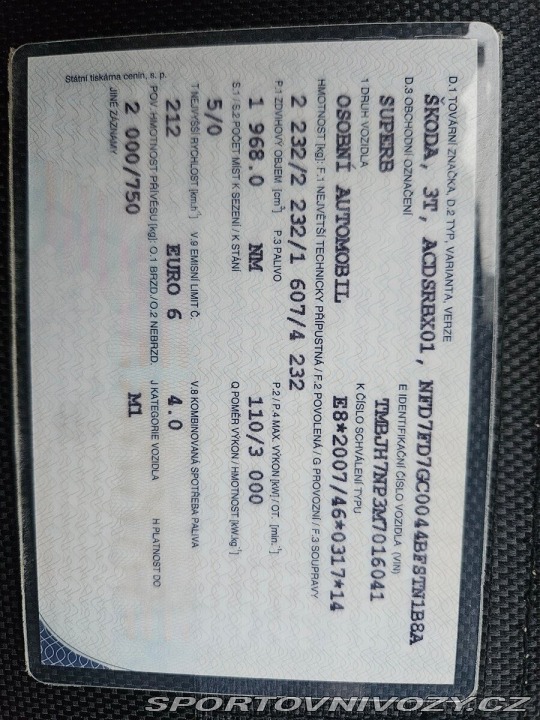 D.1 TOVÁRNÍ ZNAČKA, D.2 TYP, VARIANTA, VERZE
ŠKODA, 3T, ACDSRBX01, NFD7FD7GC0044BFSTN1B8A
D.3 OBCHODNÍ OZNAČENÍ E IDENTIFIKAČNÍ ČÍSLO VOZIDLA (VIN)
SUPERB TMBJH7NP3M7016041
1 DRUH VOZIDLA K ČÍSLO SCHVÁLENÍ TYPU
OSOBNÍ AUTOMOBIL E8*2007/46*0317*14
HMOTNOST [kg]: F.1 NEJVĚTŠÍ TECHNICKY PŘÍPUSTNÁ / F.2 POVOLENÁ / G PROVOZNÍ / F.3 SOUPRAVY
2 232/2 232/1 607/4 232
P.1 ZDVIHOVÝ OBJEM [cm³] P.3 PALIVO P.2 / P.4 MAX. VÝKON [kW] / OT. [min.⁻¹]
1 968.0 NM 110/3 000
S.1 / S.2 POČET MÍST K SEZENÍ / K STÁNÍ Q POMĚR VÝKON / HMOTNOST [kW.kg⁻¹]
5/0
T NEJVYŠŠÍ RYCHLOST [km.h⁻¹] V.9 EMISNÍ LIMIT Č. V.8 KOMBINOVANÁ SPOTŘEBA PALIVA
212 EURO 6 4.0
POV. HMOTNOST PŘÍVĚSU [kg]: O.1 BRZD. / O.2 NEBRZD. J KATEGORIE VOZIDLA H PLATNOST DO
2 000/750 M1
JINÉ ZÁZNAMY
Státní tiskárna cenin, s. p.
WWW.SPORTOVNIVOZY.CZ